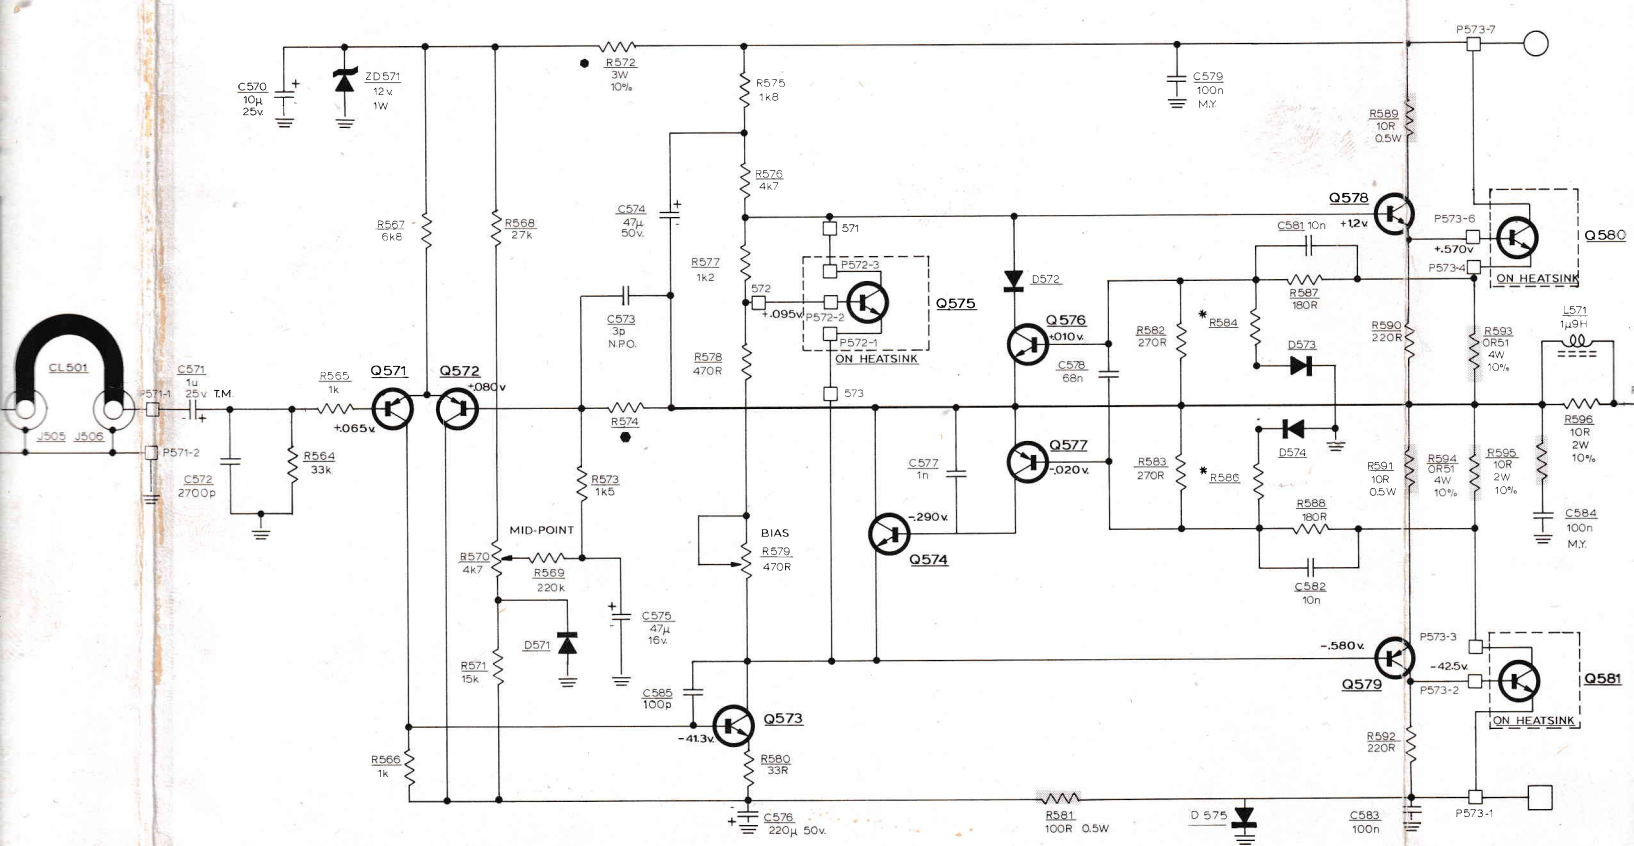 P573-7
R572
3W
10%
C570
10µ
25v.
+
-
ZD571
12v.
1W
R575
1k8
C579
100n
M.Y.
R589
10R
0.5W
R576
4k7
R567
6k8
R568
27k
C574
47µ
50v.
+
-
571
Q578
+1,2v.
C581 10n
P573-6
+.570v.
Q580
P573-4
ON HEATSINK
R577
1k2
572
P572-3
P572-2
P572-1
+.095v.
Q575
ON HEATSINK
D572
R587
180R
C573
3p
N.P.O.
Q576
+.010v.
R582
270R
* R584
R590
220R
R593
0R51
4W
10%
L571
1µ9H
R578
470R
C578
68n
D573
CL501
C571
1u
25v.
-
+
T.M.
R565
1k
Q571
Q572
+.080v
573
P571-1
J505
J506
P571-2
+.065v.
R574
R596
10R
2W
10%
R564
33k
C572
2700p
Q577
-.020v.
C577
1n
R583
270R
D574
* R586
R591
10R
0.5W
R594
0R51
4W
10%
R595
10R
2W
10%
R573
1k5
R588
180R
C584
100n
M.Y.
MID-POINT
R570
4k7
R569
220k
BIAS
R579
470R
-.290v.
Q574
C582
10n
C575
47µ
16v.
+
-
D571
R571
15k
C585
100p
-.580v.
Q579
P573-3
-42.5v.
P573-2
Q581
ON HEATSINK
Q573
-41.3v.
R566
1k
R580
33R
R592
220R
C576
220µ 50v.
-
+
R581
100R 0.5W
D 575
C583
100n
P573-1